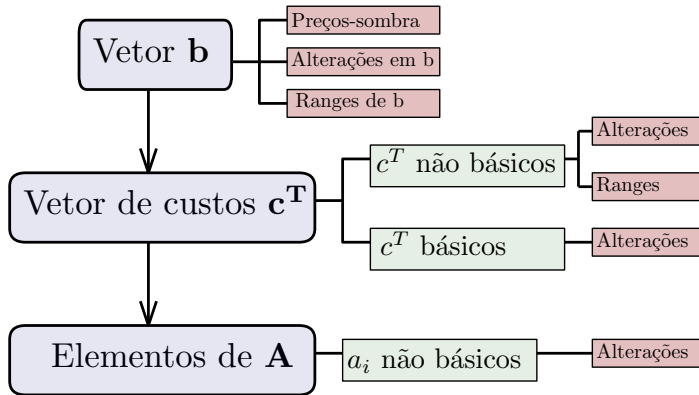 Vetor b
Preços-sombra
Alterações em b
Ranges de b
Vetor de custos c^T
c^T não básicos
Alterações
Ranges
c^T básicos
Alterações
Elementos de A
a_i não básicos
Alterações